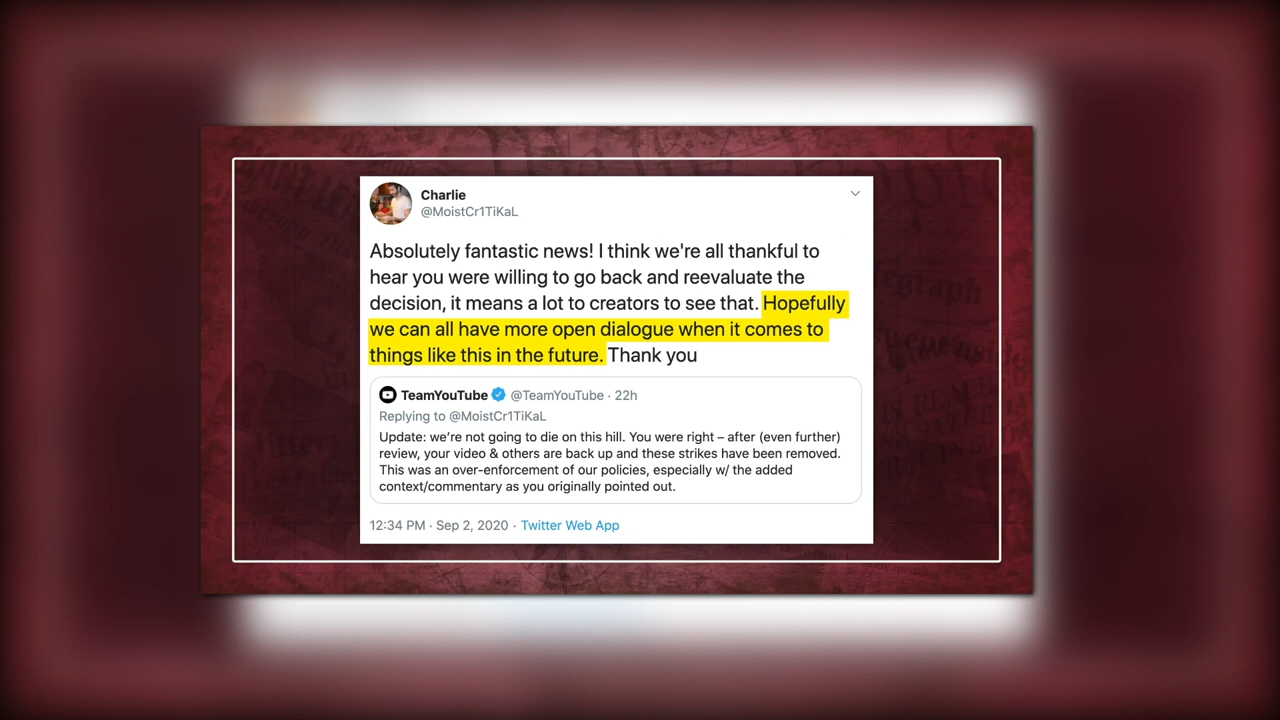 Charlie
@MoistCr1TiKaL
Absolutely fantastic news! I think we're all thankful to
hear you were willing to go back and reevaluate the
decision, it means a lot to creators to see that. Hopefully
we can all have more open dialogue when it comes to
things like this in the future. Thank you
TeamYouTube @TeamYouTube · 22h
Replying to @MoistCr1TiKaL
Update: we're not going to die on this hill. You were right – after (even further)
review, your video & others are back up and these strikes have been removed.
This was an over-enforcement of our policies, especially w/ the added
context/commentary as you originally pointed out.
12:34 PM · Sep 2, 2020 · Twitter Web App